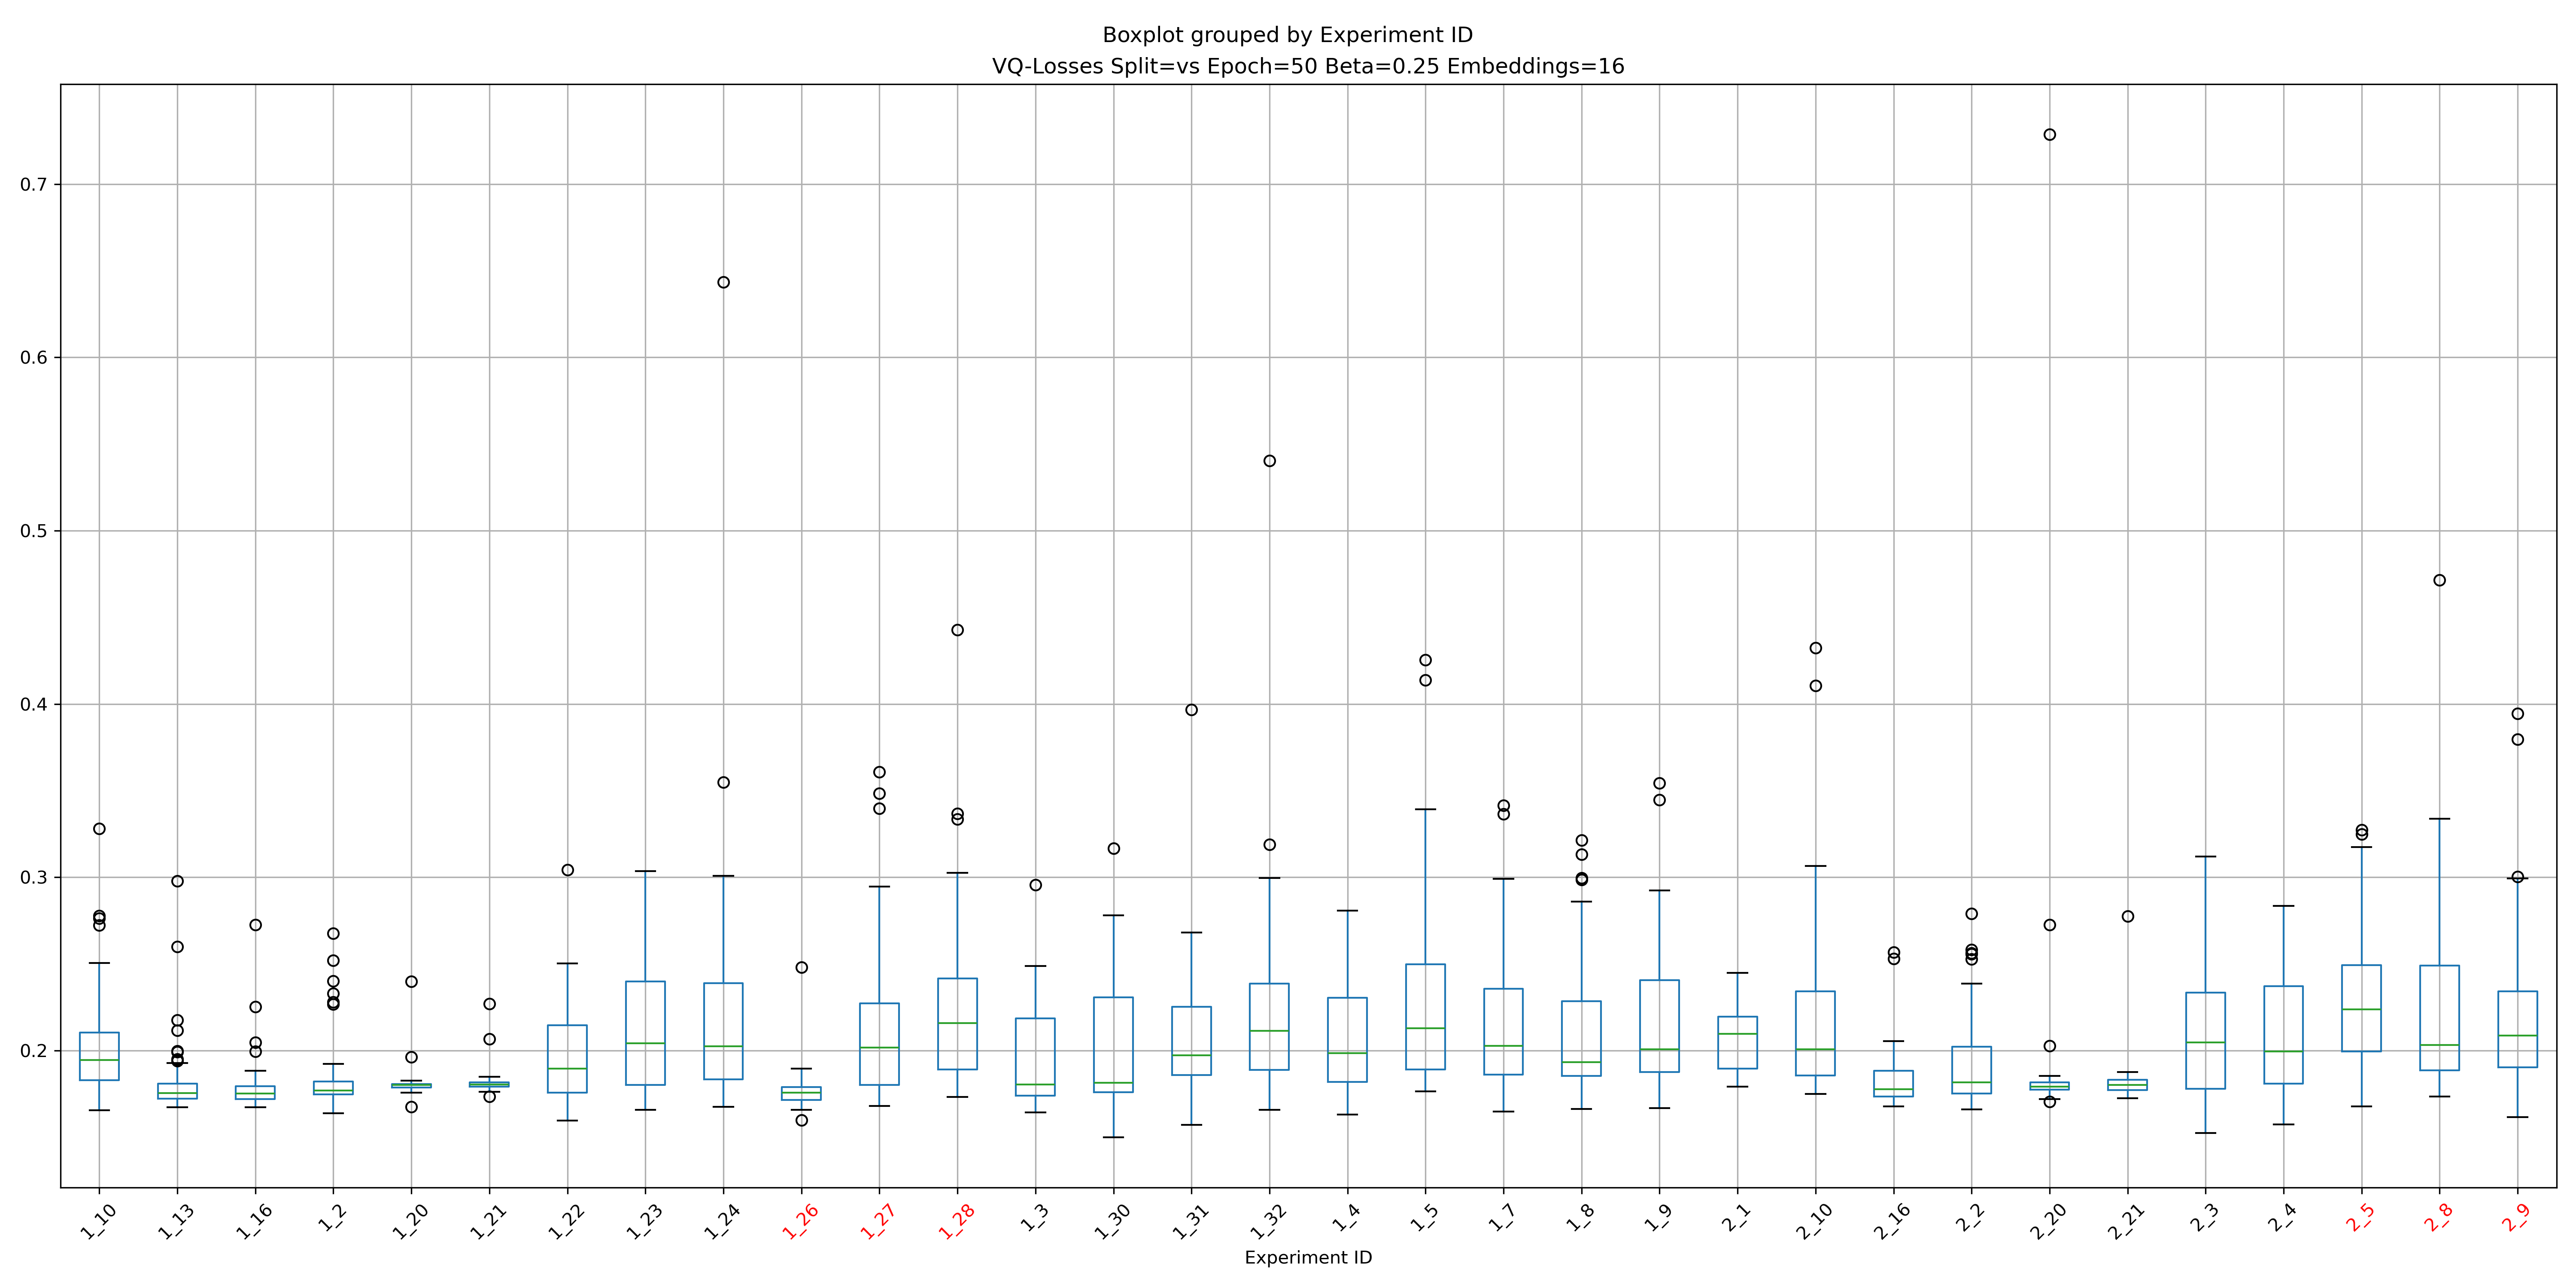 Boxplot grouped by Experiment ID
VQ-Losses Split=vs Epoch=50 Beta=0.25 Embeddings=16
0.7
0.6
0.5
0.4
0.3
0.2
1_10 1_13 1_16 1_2 1_20 1_21 1_22 1_23 1_24 1_26 1_27 1_28 1_3 1_30 1_31 1_32 1_4 1_5 1_7 1_8 1_9 2_1 2_10 2_16 2_2 2_20 2_21 2_3 2_4 2_5 2_8 2_9
Experiment ID